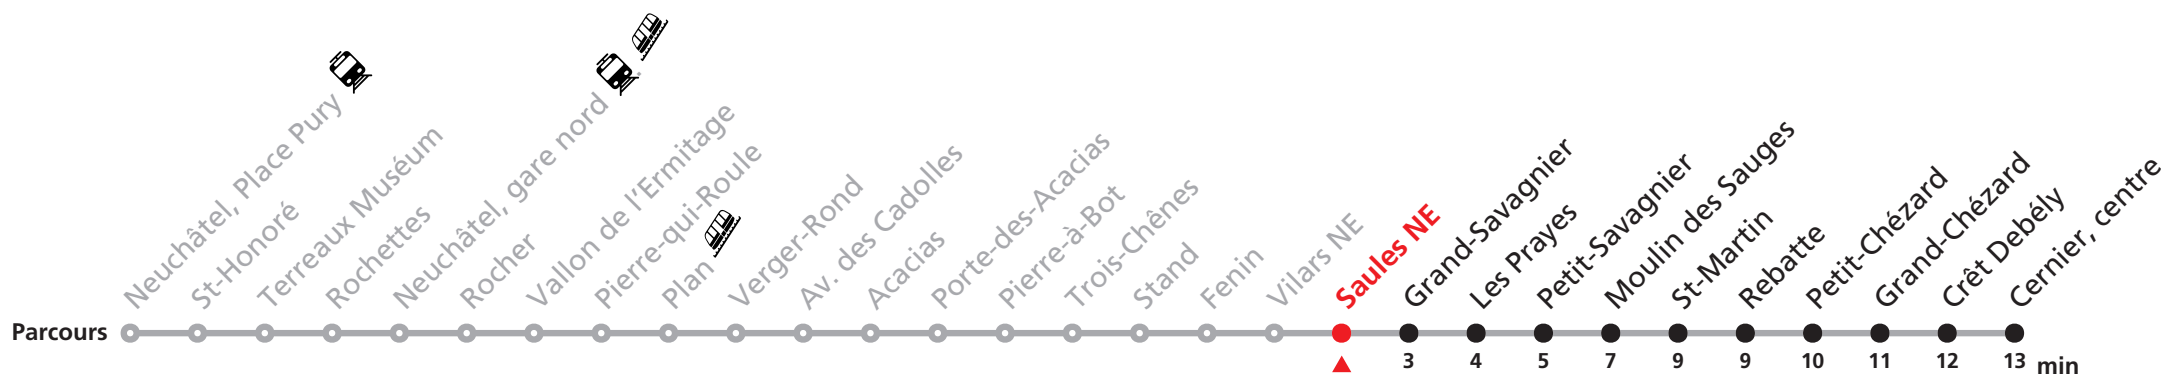 Neuchâtel, Place Pury
St-Honoré
Terreaux Muséum
Rochettes
Neuchâtel, gare nord
Rocher
Vallon de l'Ermitage
Pierre-qui-Roule
Plan
Verger-Rond
Av. des Cadolles
Acacias
Porte-des-Acacias
Pierre-à-Bot
Trois-Chênes
Stand
Fenin
Vilars NE
Saules NE
Grand-Savagnier
Les Prayes
Petit-Savagnier
Moulin des Sauges
St-Martin
Rebatte
Petit-Chézard
Grand-Chézard
Crêt Debély
Cernier, centre
Parcours
3 4 5 7 9 9 10 11 12 13 min